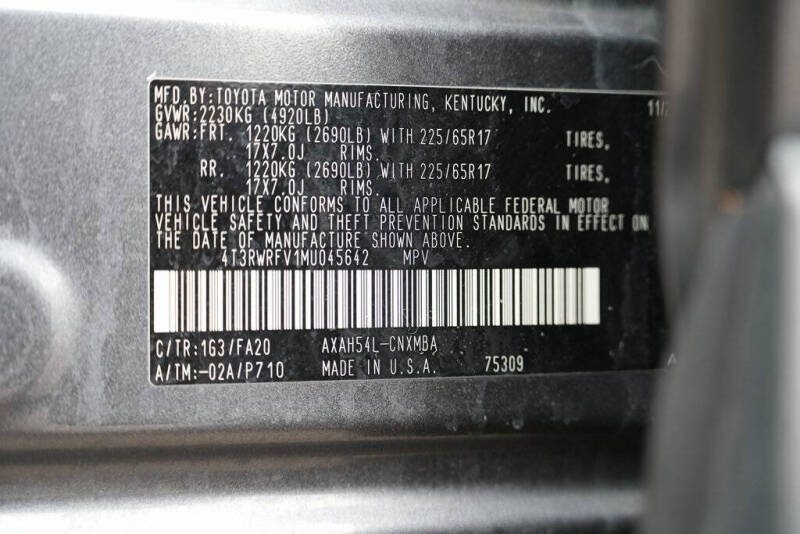 MFD.BY:TOYOTA MOTOR MANUFACTURING, KENTUCKY, INC. 11/
GVWR:2230KG (4920LB)
GAWR:FRT. 1220KG (2690LB) WITH 225/65R17 TIRES,
17X7.0J RIMS.
RR. 1220KG (2690LB) WITH 225/65R17 TIRES,
17X7.0J RIMS.
THIS VEHICLE CONFORMS TO ALL APPLICABLE FEDERAL MOTOR
VEHICLE SAFETY AND THEFT PREVENTION STANDARDS IN EFFECT ON
THE DATE OF MANUFACTURE SHOWN ABOVE.
4T3RWRFV1MU045642 MPV
C/TR:1G3/FA20 AXAH54L-CNXMBA
A/TM:-02A/P710 MADE IN U.S.A. 75309